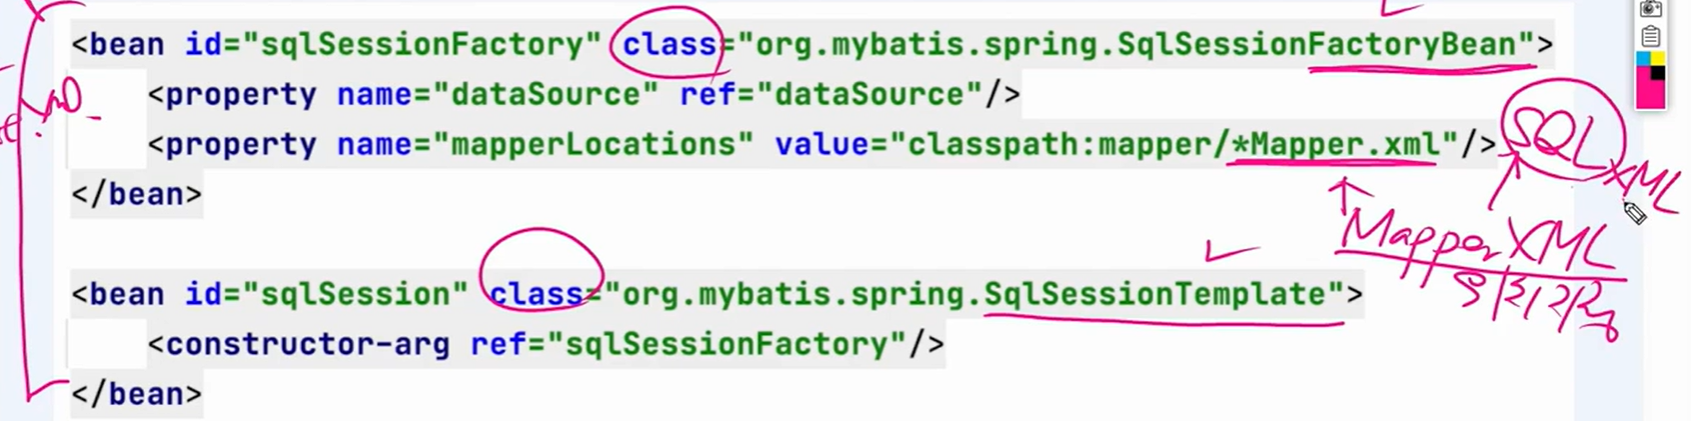 <bean id="sqlSessionFactory" class="org.mybatis.spring.SqlSessionFactoryBean">
<property name="dataSource" ref="dataSource"/>
<property name="mapperLocations" value="classpath:mapper/*Mapper.xml"/>
SQL
XML
</bean>
Mapper XML
<bean id="sqlSession" class="org.mybatis.spring.SqlSessionTemplate">
<constructor-arg ref="sqlSessionFactory"/>
</bean>